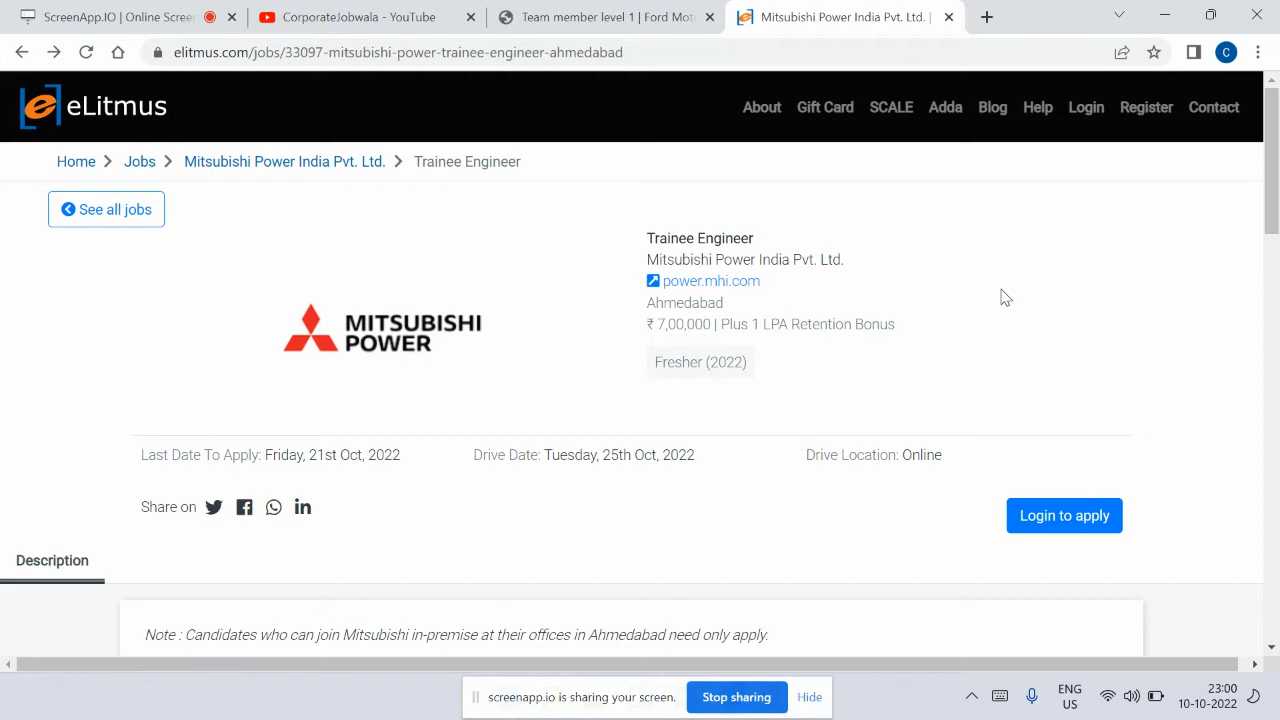 ScreenApp.IO | Online Screen
CorporateJobwala - YouTube
Team member level 1 | Ford Mot
Mitsubishi Power India Pvt. Ltd. |
elitmus.com/jobs/33097-mitsubishi-power-trainee-engineer-ahmedabad
C
eLitmus
About Gift Card SCALE Adda Blog Help Login Register Contact
Home Jobs Mitsubishi Power India Pvt. Ltd. Trainee Engineer
See all jobs
Trainee Engineer
Mitsubishi Power India Pvt. Ltd.
power.mhi.com
Ahmedabad
₹ 7,00,000 | Plus 1 LPA Retention Bonus
Fresher (2022)
MITSUBISHI
POWER
Last Date To Apply: Friday, 21st Oct, 2022
Drive Date: Tuesday, 25th Oct, 2022
Drive Location: Online
Share on
Login to apply
Description
Note : Candidates who can join Mitsubishi in-premise at their offices in Ahmedabad need only apply.
screenapp.io is sharing your screen. Stop sharing Hide
ENG
US
23:00
10-10-2022